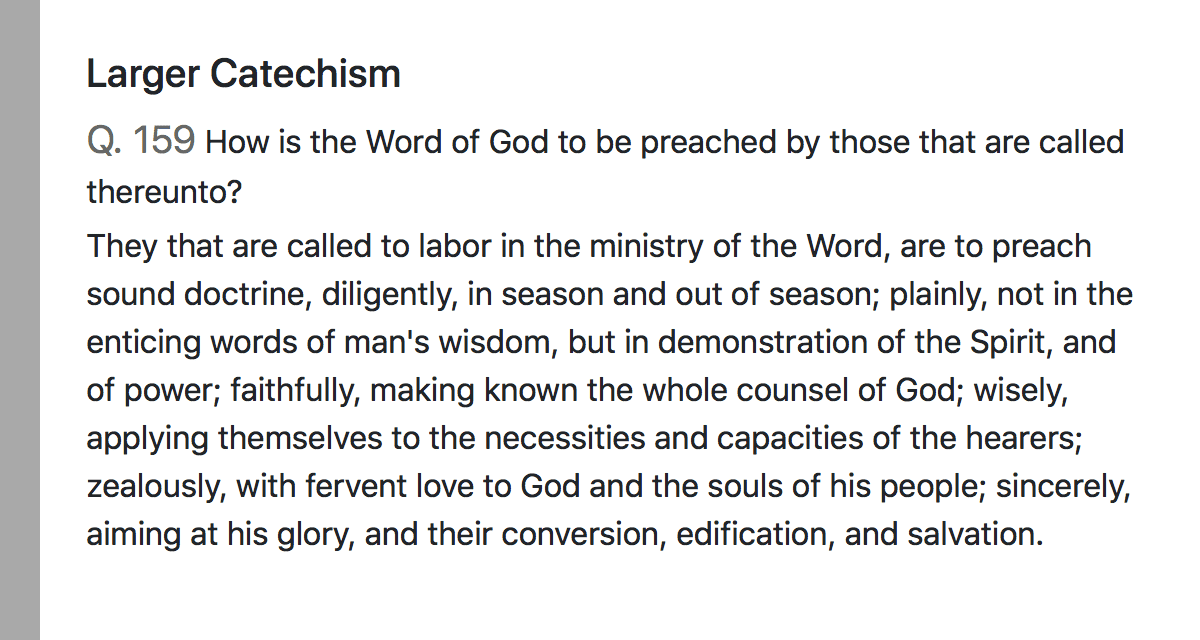 Larger Catechism
Q. 159 How is the Word of God to be preached by those that are called
thereunto?
They that are called to labor in the ministry of the Word, are to preach
sound doctrine, diligently, in season and out of season; plainly, not in the
enticing words of man's wisdom, but in demonstration of the Spirit, and
of power; faithfully, making known the whole counsel of God; wisely,
applying themselves to the necessities and capacities of the hearers;
zealously, with fervent love to God and the souls of his people; sincerely,
aiming at his glory, and their conversion, edification, and salvation.